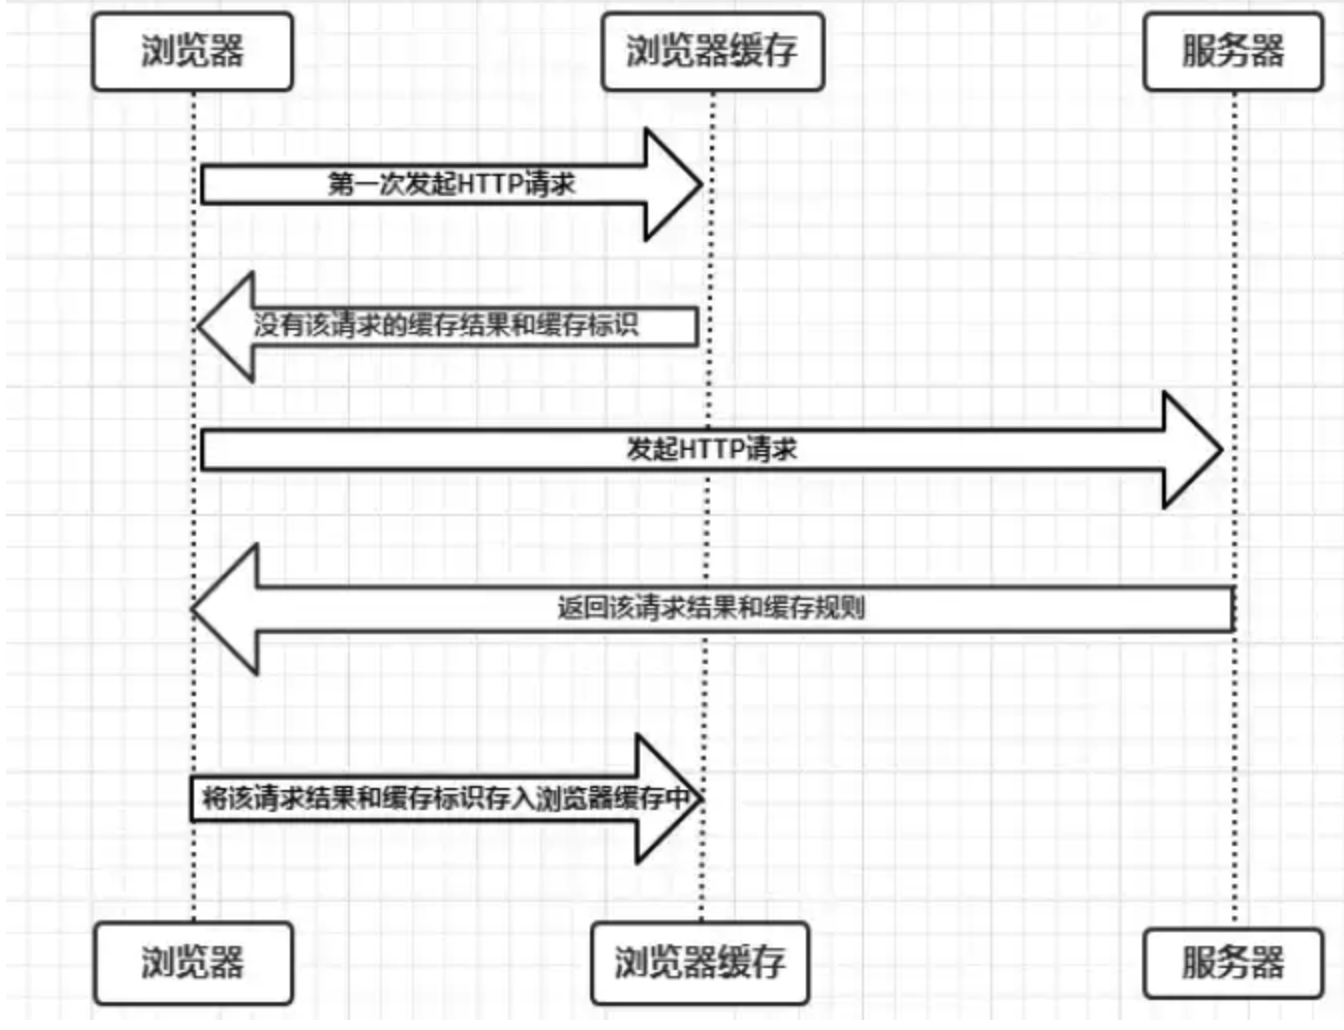 浏览器
浏览器缓存
服务器
第一次发起HTTP请求
没有该请求的缓存结果和缓存标识
发起HTTP请求
返回该请求结果和缓存规则
将该请求结果和缓存标识存入浏览器缓存中
浏览器
浏览器缓存
服务器